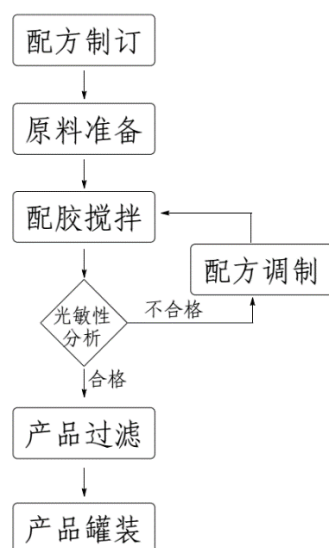 配方制订
原料准备
配胶搅拌
配方调制
光敏性
分析
不合格
合格
产品过滤
产品罐装